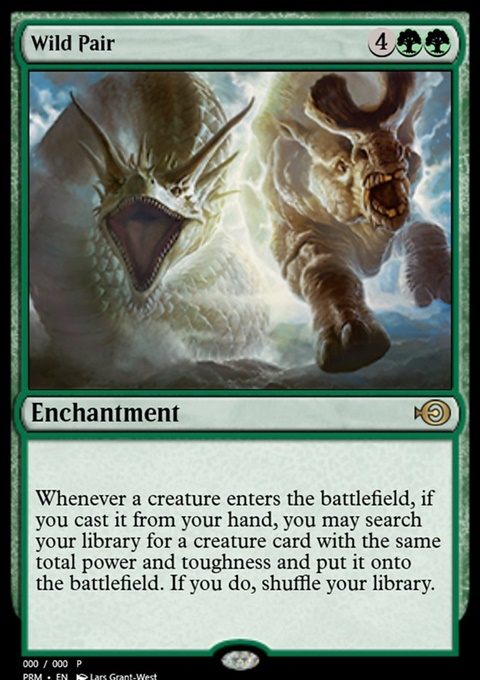 Wild Pair 4
Enchantment
Whenever a creature enters the battlefield, if
you cast it from your hand, you may search
your library for a creature card with the same
total power and toughness and put it onto
the battlefield. If you do, shuffle your library.
000 / 000 P
PRM • EN Lars Grant-West